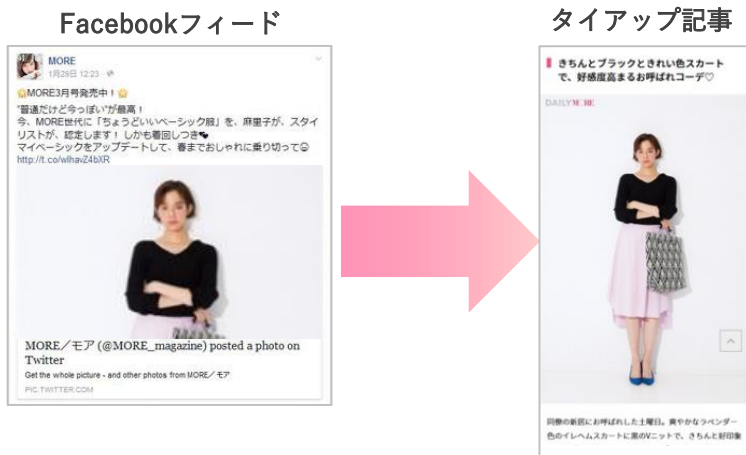 Facebookフィード
タイアップ記事
MORE
1月28日 12:23
MORE3月号発売中！
"普通だけど今っぽい"が最高！
今、MORE世代に「ちょうどいいベーシック服」を、麻里子が、スタイ
リストが、認定します！ しかも着回しつき
マイベーシックをアップデートして、春までおしゃれに乗り切って
MORE／モア (@MORE_magazine) posted a photo on
Twitter
Get the whole picture - and other photos from MORE／モア
PIC.TWITTER.COM
きちんとブラックときれい色スカート
で、好感度高まるお呼ばれコーデ♡
DAILY MORE
同僚の新居にお呼ばれした土曜日。爽やかなラベンダー
色のイレヘムスカートに黒のVニットで、きちんと好印象